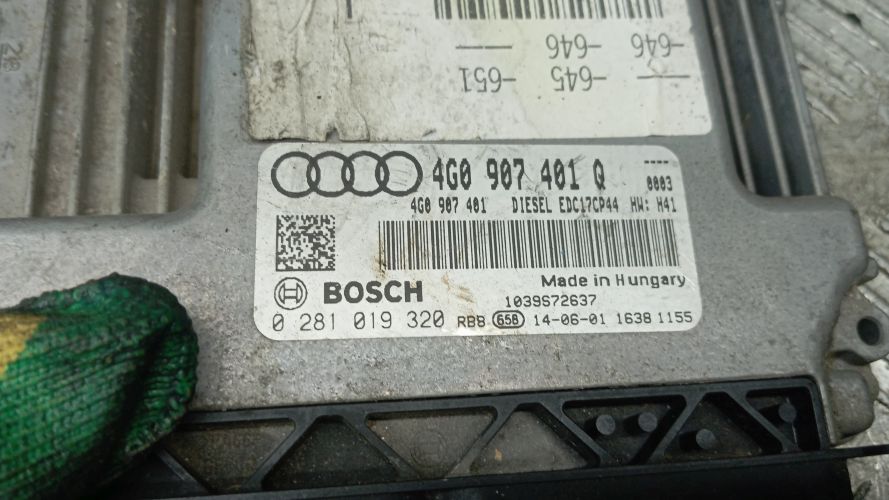 -646 -646
-645 -651
4G0 907 401 Q ----
0003
4G0 907 401 DIESEL EDC17CP44 HW: H41
BOSCH
Made in Hungary
1039S72637
0 281 019 320 RBB 658 14-06-01 1638 1155